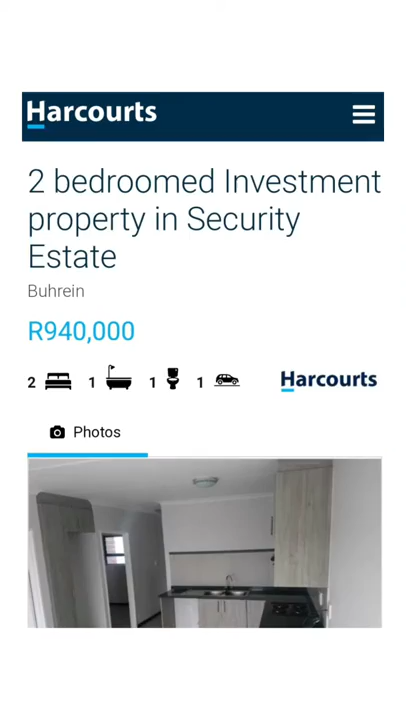 Harcourts
2 bedroomed Investment
property in Security
Estate
Buhrein
R940,000
2 1 1 1 Harcourts
Photos